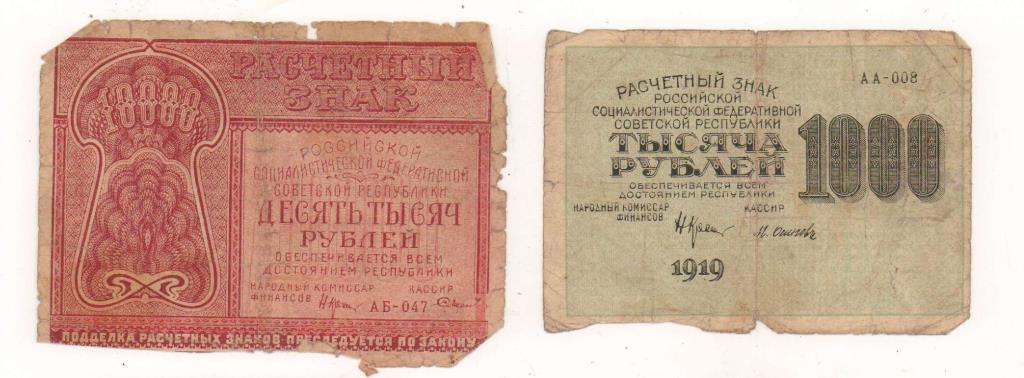 РАСЧЕТНЫЙ
ЗНАК
10000
РОССИЙСКОЙ
СОЦИАЛИСТИЧЕСКОЙ ФЕДЕРАТИВНОЙ
СОВЕТСКОЙ РЕСПУБЛИКИ
ДЕСЯТЬ ТЫСЯЧ
РУБЛЕЙ
ОБЕСПЕЧИВАЕТСЯ ВСЕМ
ДОСТОЯНИЕМ РЕСПУБЛИКИ
НАРОДНЫЙ КОМИССАР КАССИР
ФИНАНСОВ
АБ-047
ПОДДЕЛКА РАСЧЕТНЫХ ЗНАКОВ ПРЕСЛЕДУЕТСЯ ПО ЗАКОНУ
АА-008
РАСЧЕТНЫЙ ЗНАК
РОССИЙСКОЙ
СОЦИАЛИСТИЧЕСКОЙ ФЕДЕРАТИВНОЙ
СОВЕТСКОЙ РЕСПУБЛИКИ
ТЫСЯЧА
РУБЛЕЙ
1000
ОБЕСПЕЧИВАЕТСЯ ВСЕМ
ДОСТОЯНИЕМ РЕСПУБЛИКИ
НАРОДНЫЙ КОМИССАР КАССИР
ФИНАНСОВ
1919